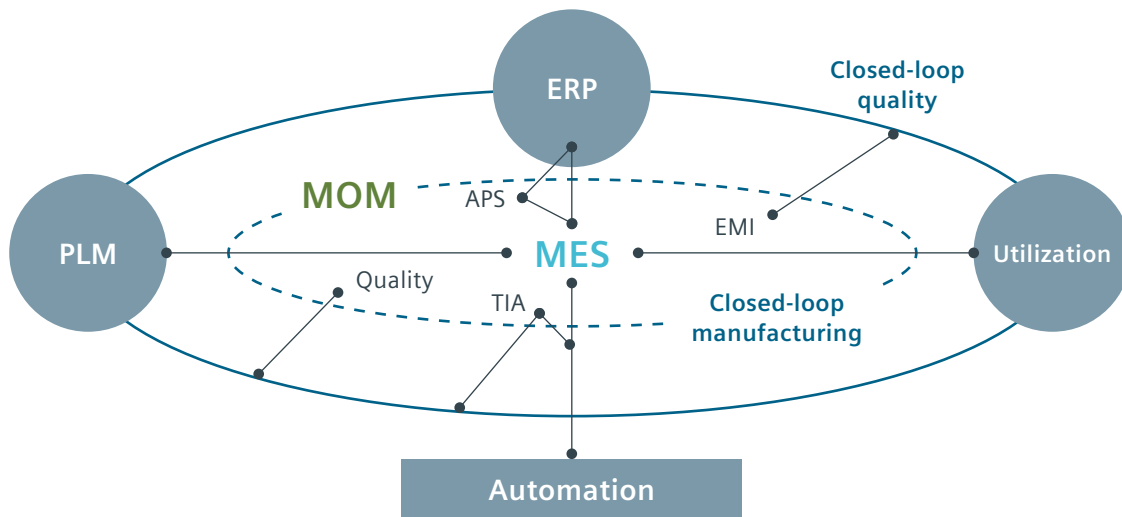 Closed-loop
quality
ERP
MOM
APS
EMI
PLM
MES
Utilization
Quality
TIA
Closed-loop
manufacturing
Automation